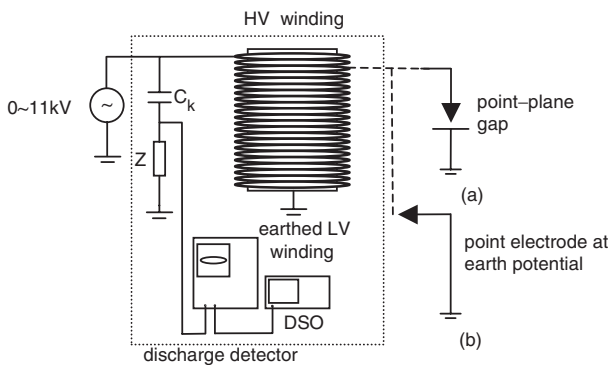 HV winding
0~11kV
~
C_k
Z
point–plane
gap
(a)
earthed LV
winding
point electrode at
earth potential
DSO
(b)
discharge detector